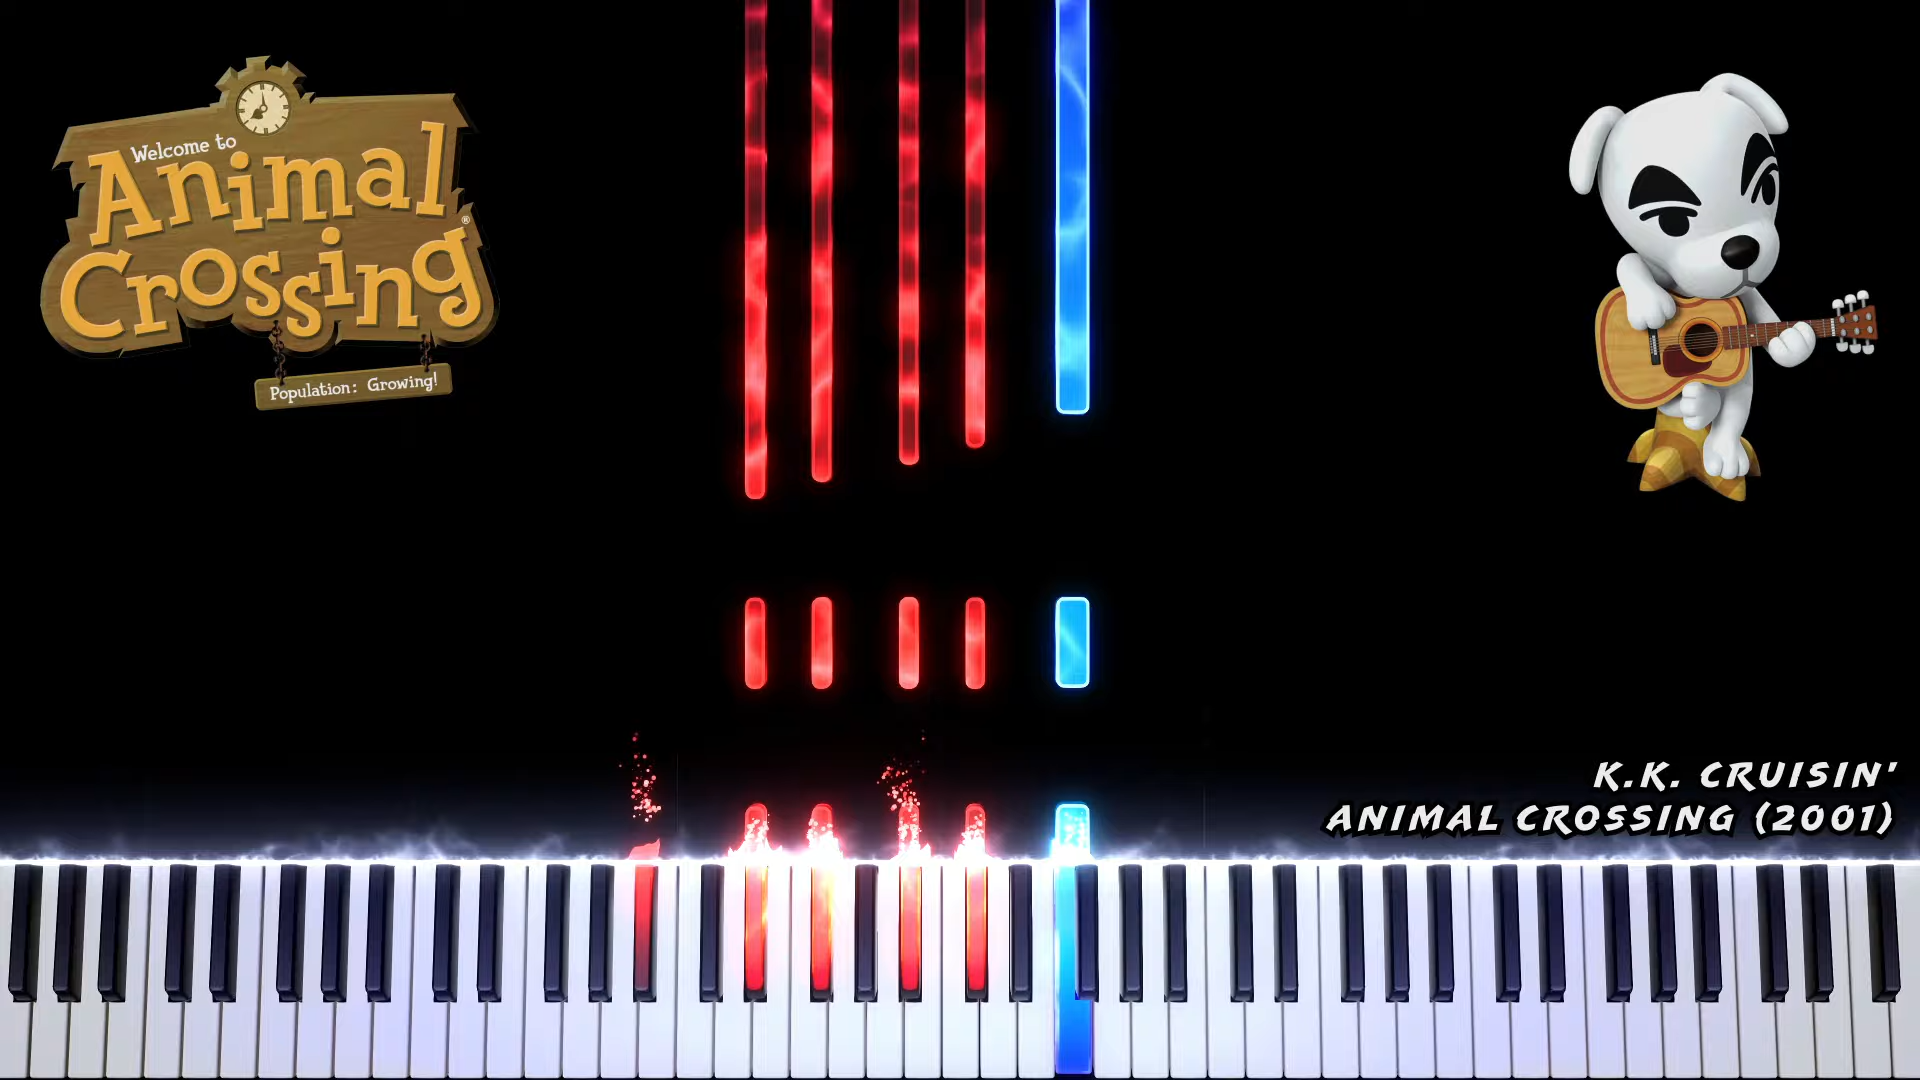 Welcome to
Animal
Crossing®
Population: Growing!
K.K. CRUISIN'
ANIMAL CROSSING (2001)